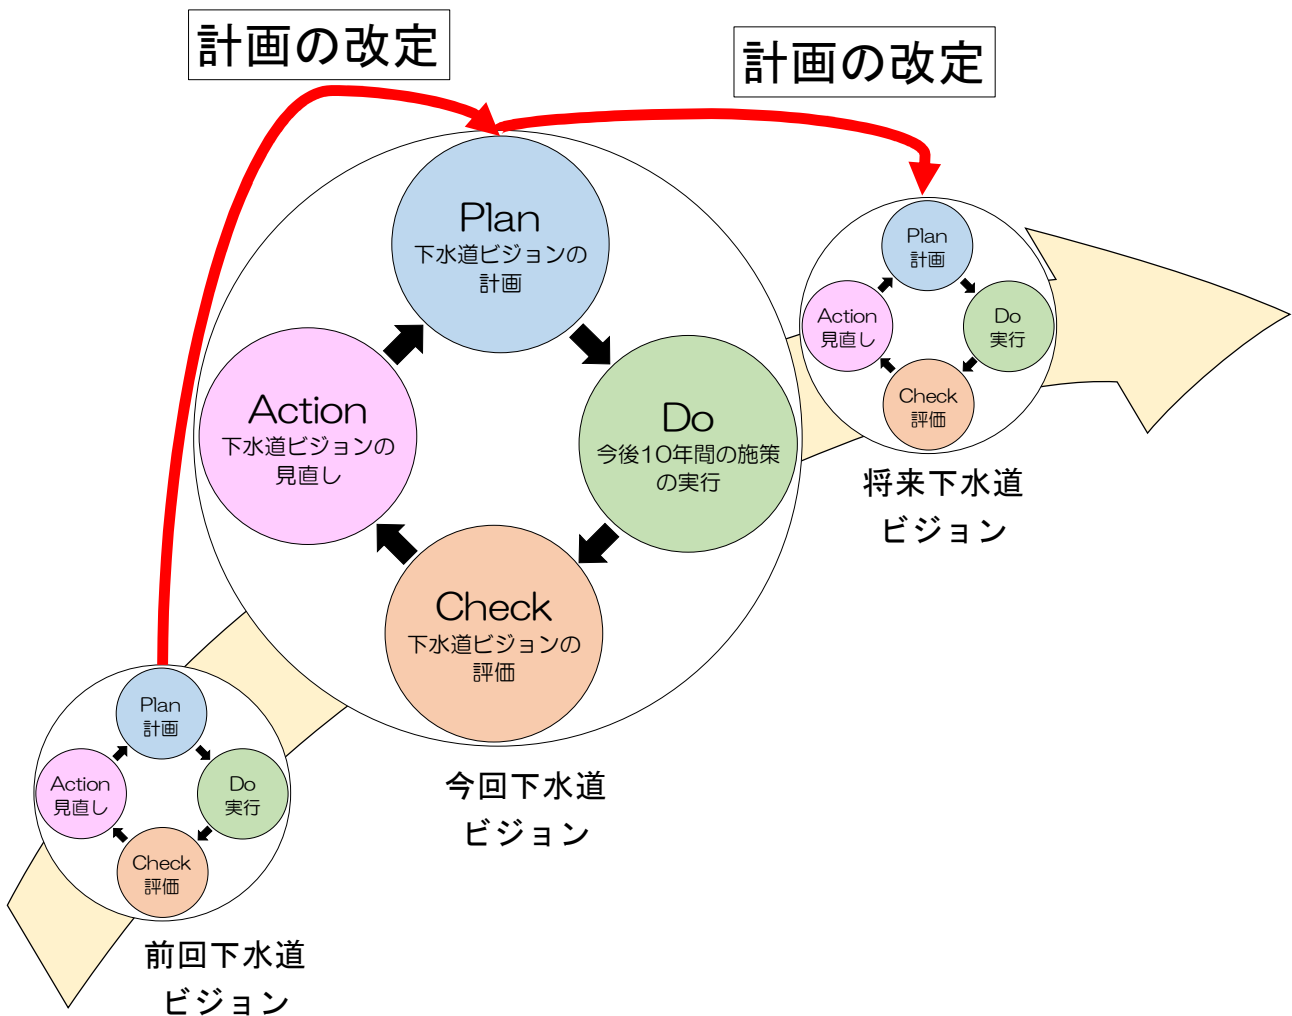 計画の改定
計画の改定
Plan
下水道ビジョンの
計画
Action
下水道ビジョンの
見直し
Do
今後10年間の施策
の実行
Check
下水道ビジョンの
評価
今回下水道
ビジョン
Plan
計画
Action
見直し
Do
実行
Check
評価
将来下水道
ビジョン
Plan
計画
Action
見直し
Do
実行
Check
評価
前回下水道
ビジョン